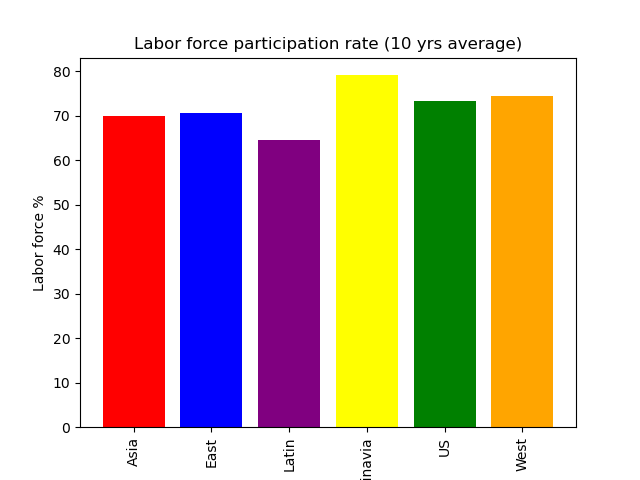 Labor force participation rate (10 yrs average)
Labor force %
80
70
60
50
40
30
20
10
0
Asia
East
Latin
inavia
US
West